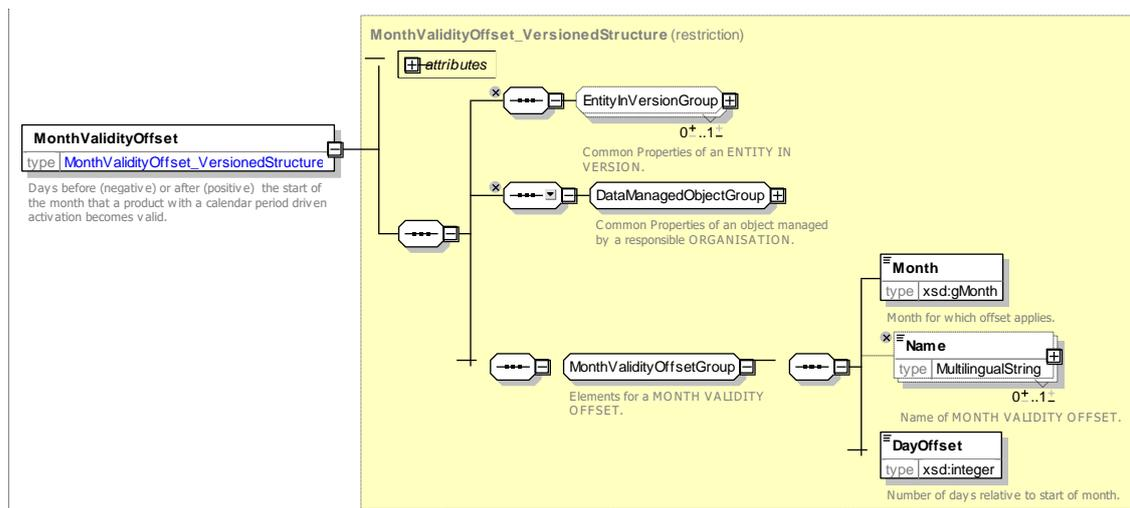 MonthValidityOffset_VersionedStructure (restriction)
attributes
EntityInVersionGroup
0..1
Common Properties of an ENTITY IN
VERSION.
MonthValidityOffset
type MonthValidityOffset_VersionedStructure
Days before (negative) or after (positive) the start of
the month that a product with a calendar period driven
activation becomes valid.
DataManagedObjectGroup
Common Properties of an object managed
by a responsible ORGANISATION.
Month
type xsd:gMonth
Month for which offset applies.
Name
type MultilingualString
0..1
Name of MONTH VALIDITY OFFSET.
MonthValidityOffsetGroup
Elements for a MONTH VALIDITY
OFFSET.
DayOffset
type xsd:integer
Number of days relative to start of month.